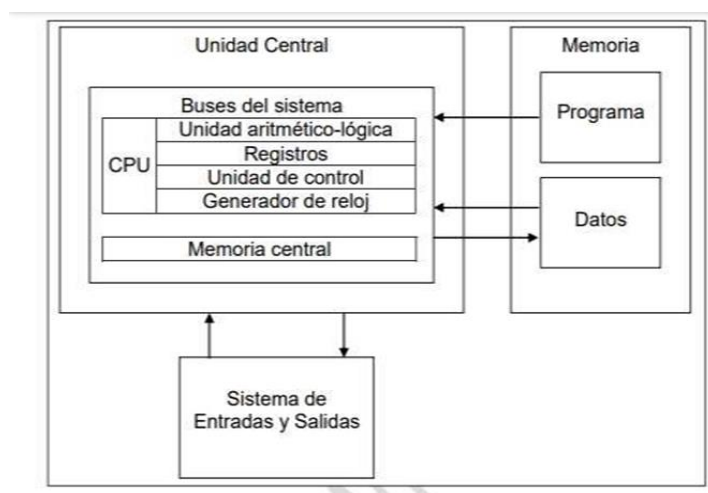 Unidad Central
Memoria
Buses del sistema
CPU
Unidad aritmético-lógica
Registros
Unidad de control
Generador de reloj
Memoria central
Programa
Datos
Sistema de
Entradas y Salidas